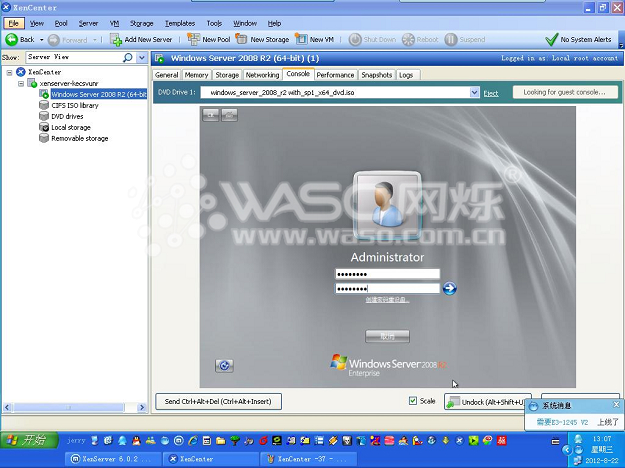 XenCenter
File View Pool Server VM Storage Templates Tools Window Help
Back Forward Add New Server New Pool New Storage New VM Shut Down Reboot Suspend No System Alerts
Show: Server View
Windows Server 2008 R2 (64-bit) (1)
Logged in as: Local root account
XenCenter
xenserver-kecsvunr
Windows Server 2008 R2 (64-bit
CIFS ISO library
DVD drives
Local storage
Removable storage
General Memory Storage Networking Console Performance Snapshots Logs
DVD Drive 1: windows_server_2008_r2 with_sp1_x64_dvd.iso Eject Looking for guest console...
WASO网烁
www.waso.com.cn
Administrator
创建密码重设盘...
取消
Windows Server 2008 R2
Enterprise
Send Ctrl+Alt+Del (Ctrl+Alt+Insert)
Scale
Undock (Alt+Shift+U
系统消息
需要E3-1245 V2 上线了
开始
jerry
XenServer 6.0.2 ...
XenCenter
XenCenter -37 - ...
13:07
星期三
2012-8-22